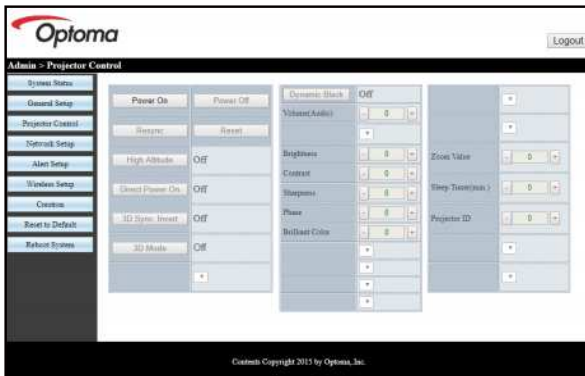 Optoma
Logout
Admin > Projector Control
System Status
General Setup
Projector Control
Network Setup
Alert Setup
Wireless Setup
Crestron
Reset to Default
Reboot System
Power On
Power Off
Resync
Reset
High Altitude
Off
Direct Power On
Off
3D Sync. Invert
Off
3D Mode
Off
Dynamic Black
Off
Volume(Audio)
- 0 +
Brightness
- 0 +
Contrast
- 0 +
Sharpness
- 0 +
Phase
- 0 +
Brilliant Color
- 0 +
Zoom Value
- 0 +
Sleep Timer(min.)
- 0 +
Projector ID
- 0 +
Contents Copyright 2015 by Optoma, Inc.